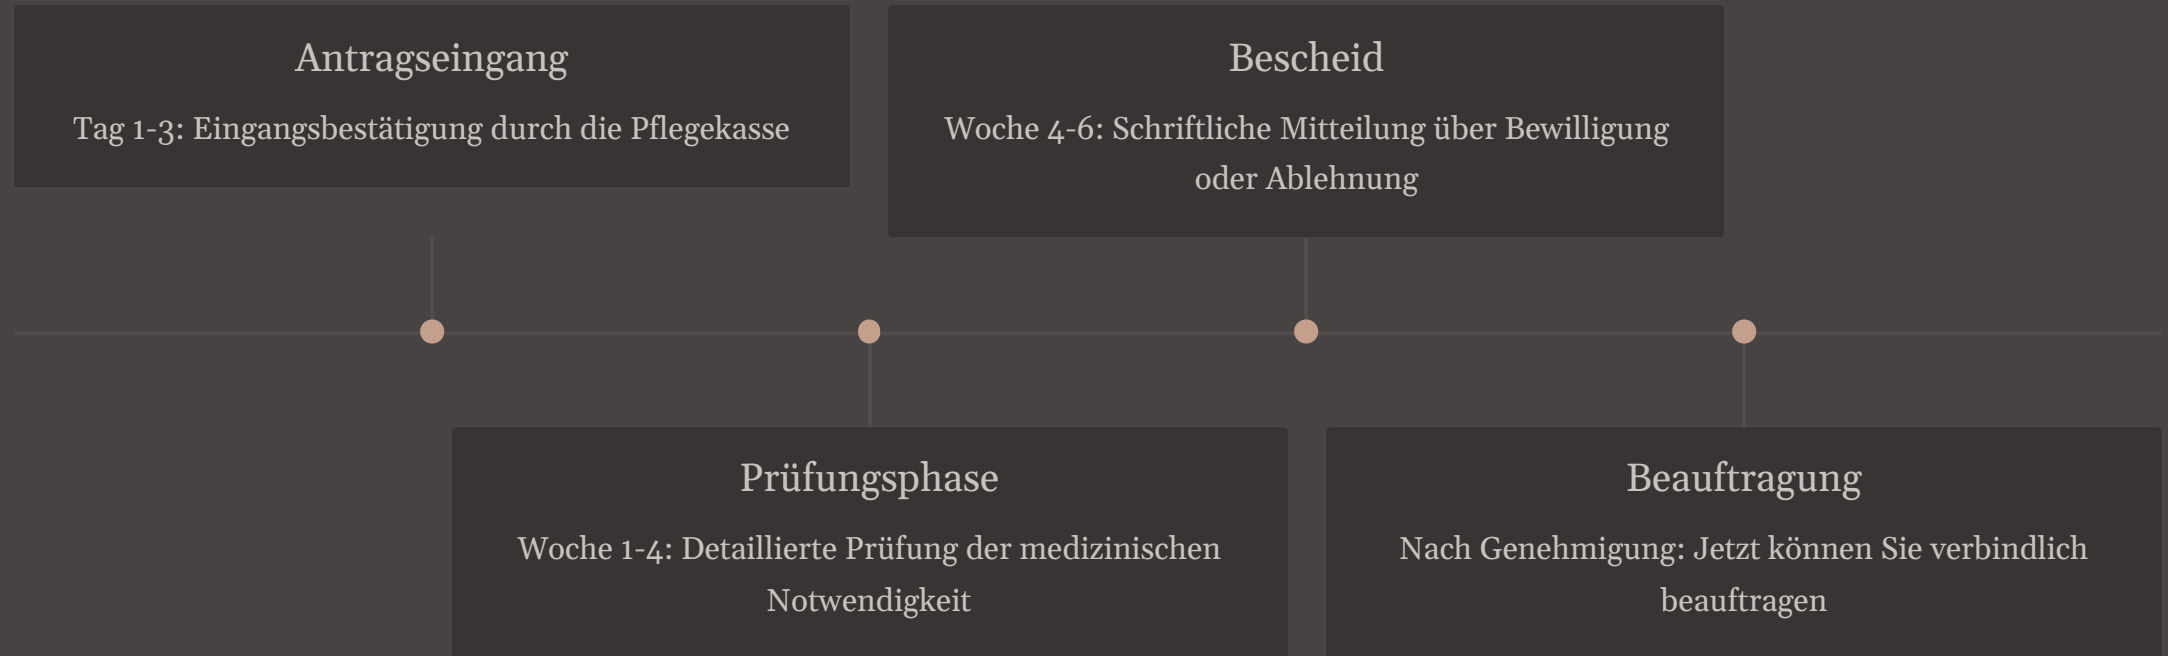 Antragseingang
Tag 1-3: Eingangsbestätigung durch die Pflegekasse
Prüfungsphase
Woche 1-4: Detaillierte Prüfung der medizinischen
Notwendigkeit
Bescheid
Woche 4-6: Schriftliche Mitteilung über Bewilligung
oder Ablehnung
Beauftragung
Nach Genehmigung: Jetzt können Sie verbindlich
beauftragen